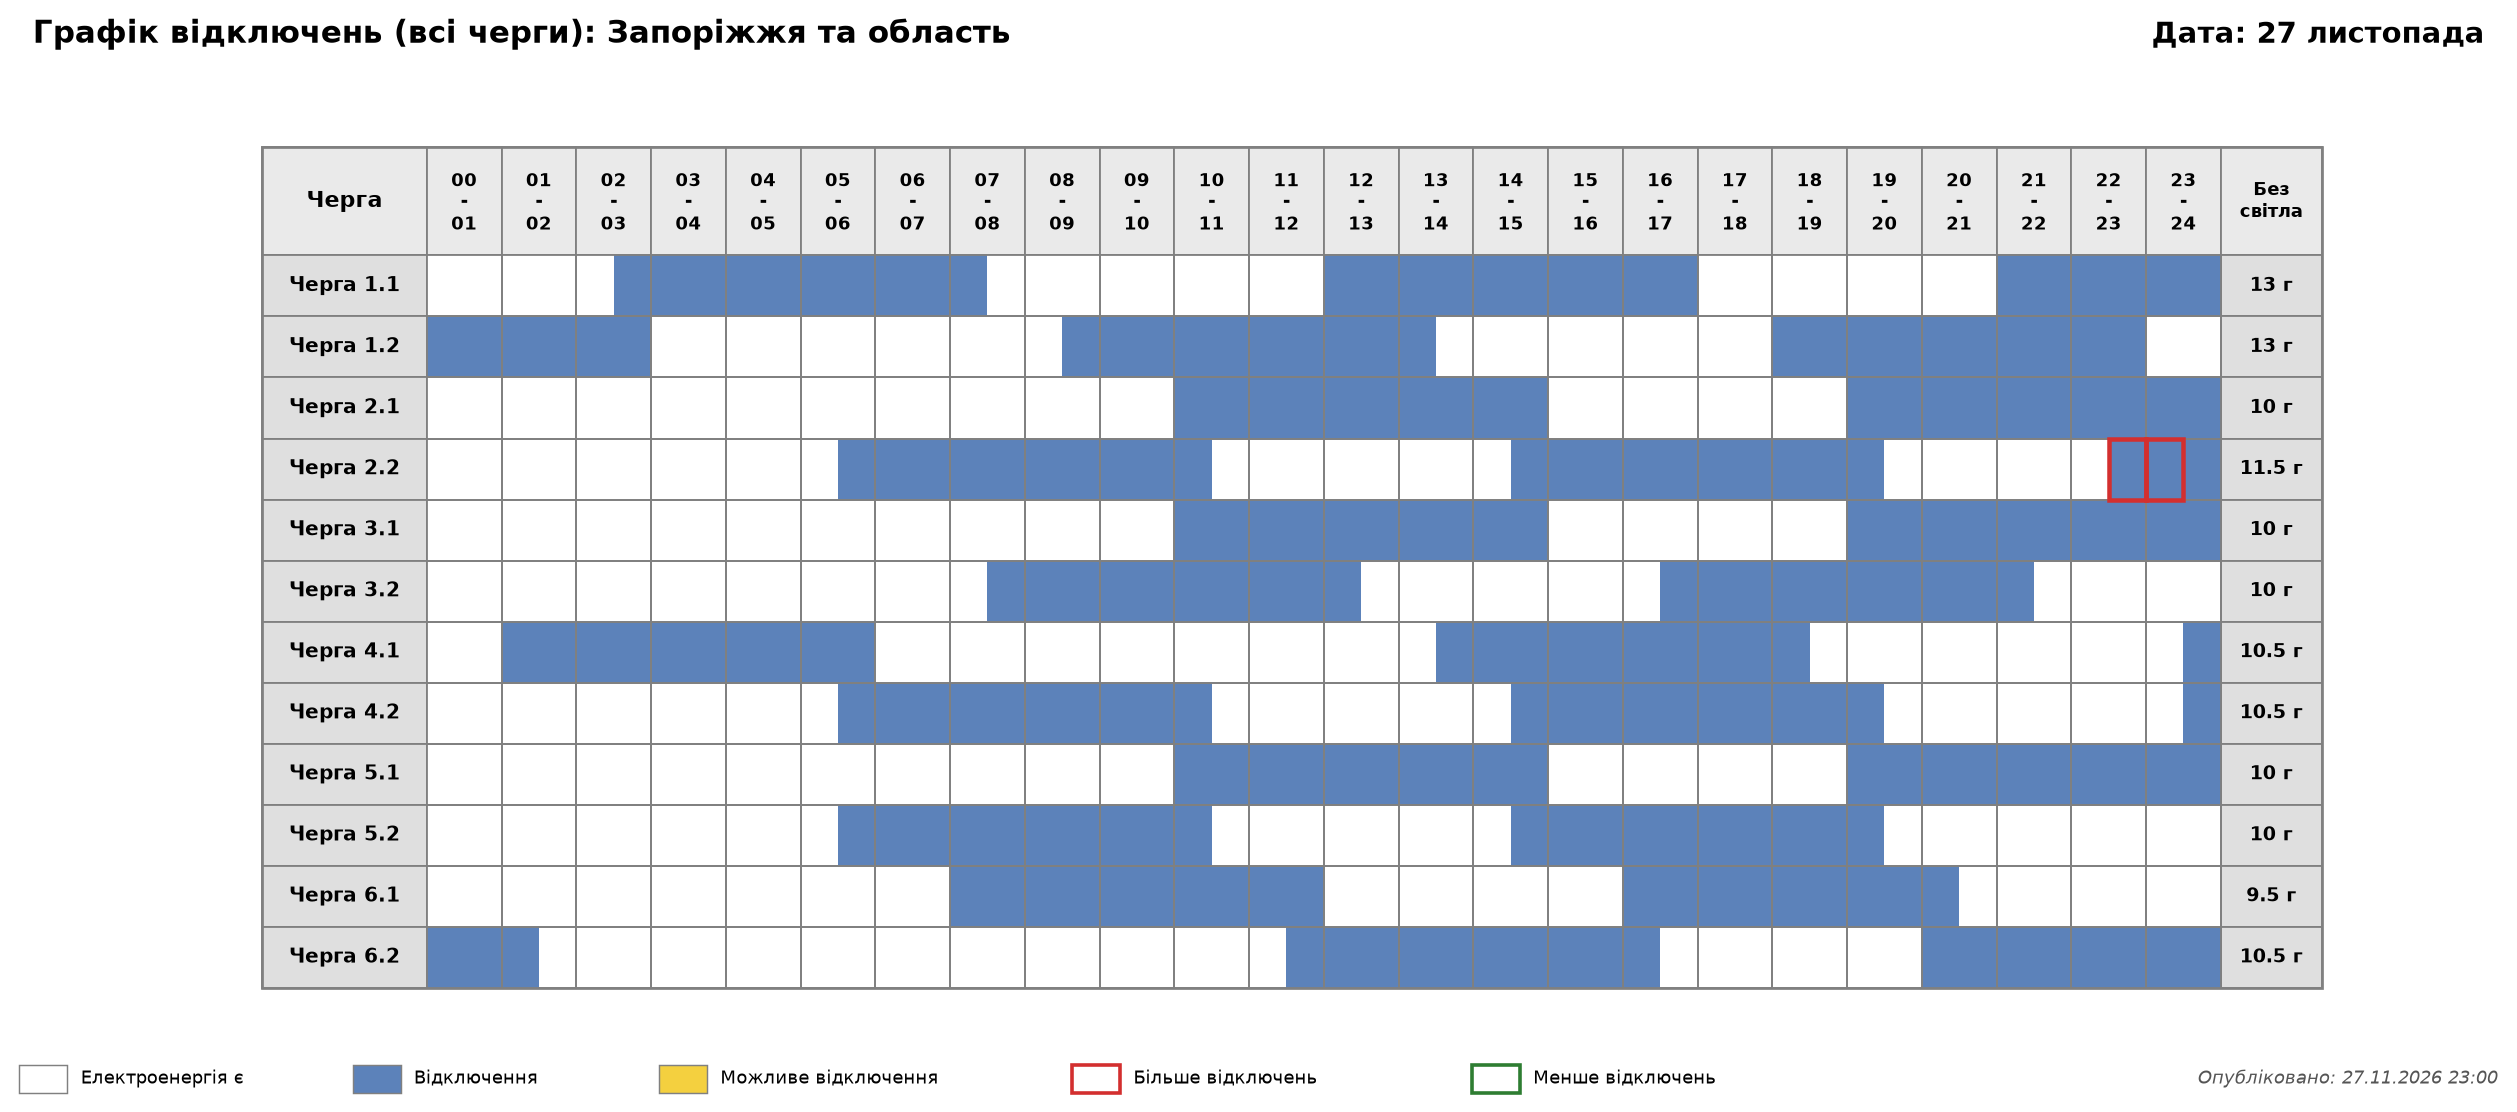 Графік відключень (всі черги): Запоріжжя та область
Дата: 27 листопада
Черга 00 - 01 01 - 02 02 - 03 03 - 04 04 - 05 05 - 06 06 - 07 07 - 08 08 - 09 09 - 10 10 - 11 11 - 12 12 - 13 13 - 14 14 - 15 15 - 16 16 - 17 17 - 18 18 - 19 19 - 20 20 - 21 21 - 22 22 - 23 23 - 24 Без світла
Черга 1.1 13 г
Черга 1.2 13 г
Черга 2.1 10 г
Черга 2.2 11.5 г
Черга 3.1 10 г
Черга 3.2 10 г
Черга 4.1 10.5 г
Черга 4.2 10.5 г
Черга 5.1 10 г
Черга 5.2 10 г
Черга 6.1 9.5 г
Черга 6.2 10.5 г
Електроенергія є Відключення Можливе відключення Більше відключень Менше відключень
Опубліковано: 27.11.2026 23:00